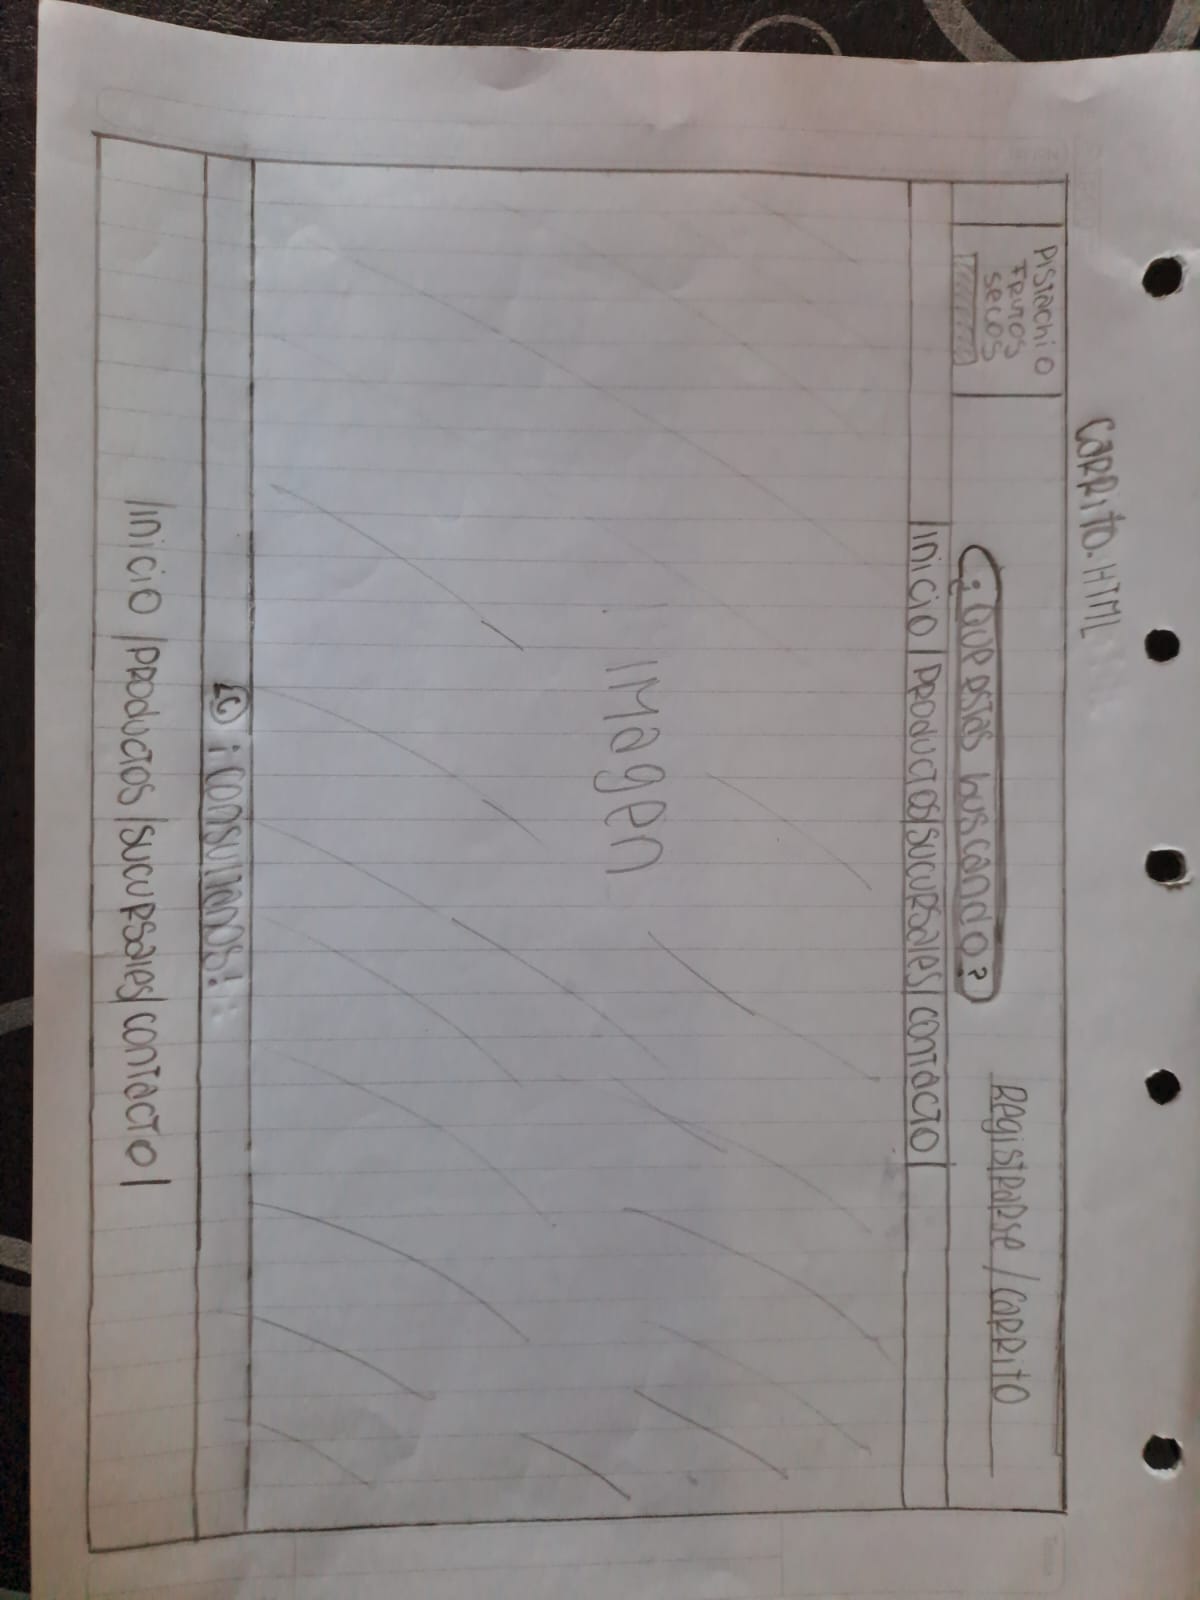 CARRITO.HTML
PISTachiO
FRUTOS
SECOS
¿QUE ESTAS buscando?
RegistRaRse / CaRRitO
| inicio | PRODUCTOS | SUCURSales | CONTACTO |
IMagen
¡CONSULTANOS!
| inicio | PRODUCTOS | SUCURSales | CONTACTO |